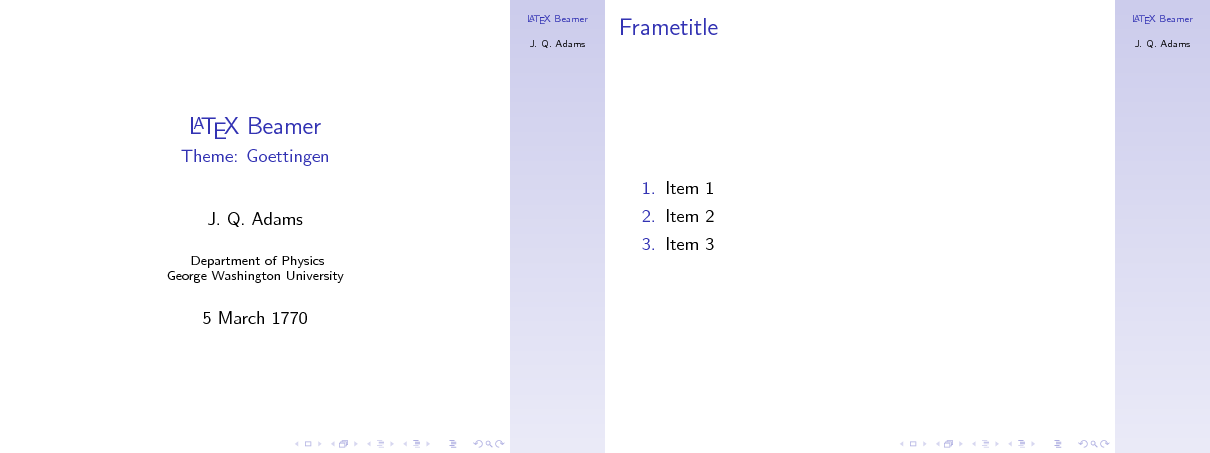 LATEX Beamer
Theme: Goettingen
J. Q. Adams
Department of Physics
George Washington University
5 March 1770
LATEX Beamer
J. Q. Adams
Frametitle
1. Item 1
2. Item 2
3. Item 3
LATEX Beamer
J. Q. Adams